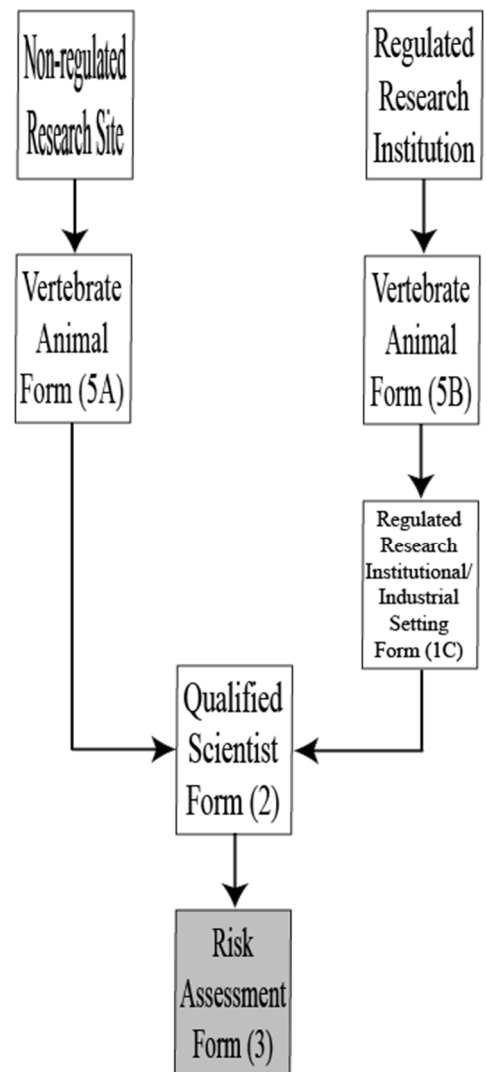 Non-regulated
Research Site
Regulated
Research
Institution
Vertebrate
Animal
Form (5A)
Vertebrate
Animal
Form (5B)
Regulated
Research
Institutional/
Industrial
Setting
Form (1C)
Qualified
Scientist
Form (2)
Risk
Assessment
Form (3)